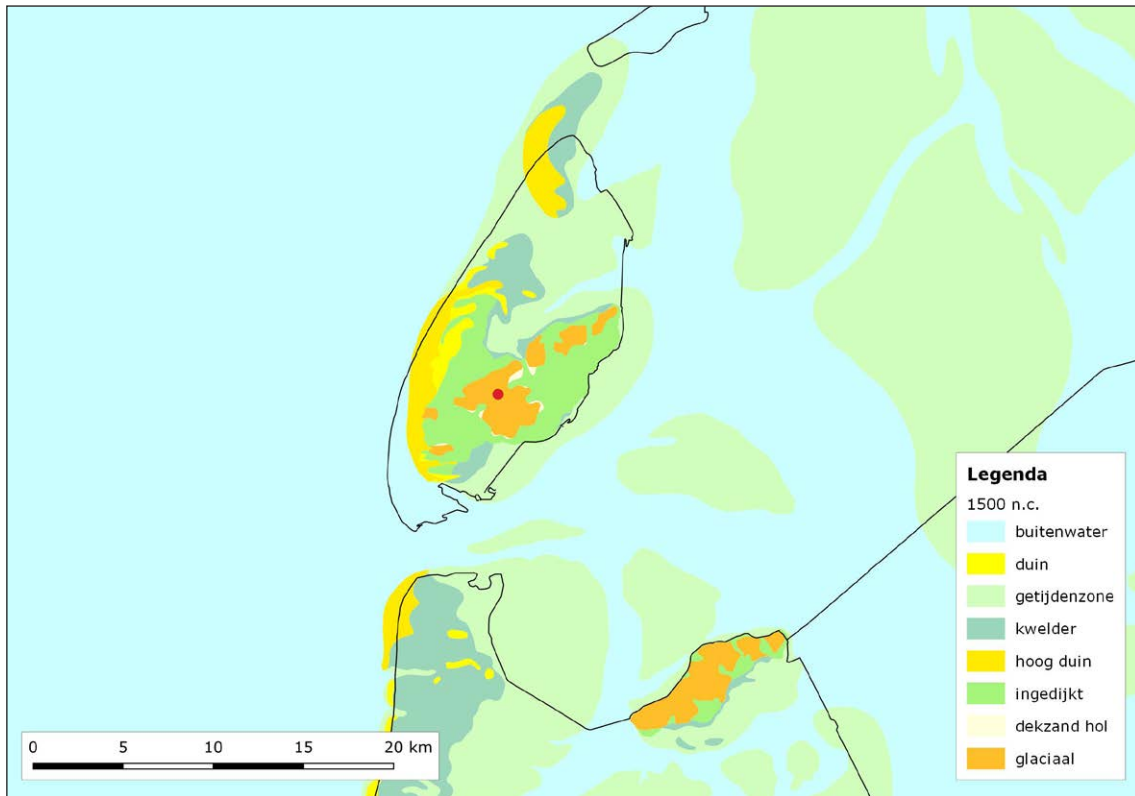 Legenda
1500 n.c.
buitenwater
duin
getijdenzone
kwelder
hoog duin
ingedijkt
dekzand hol
glaciaal
0 5 10 15 20 km